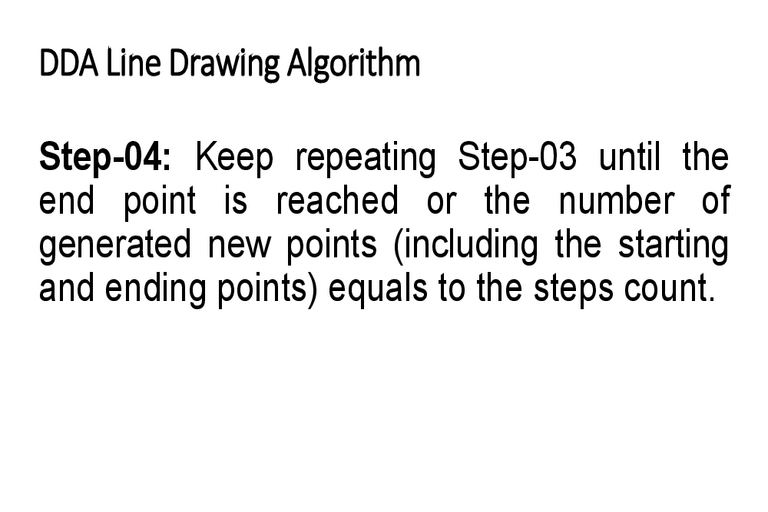 DDA Line Drawing Algorithm
Step-04: Keep repeating Step-03 until the
end point is reached or the number of
generated new points (including the starting
and ending points) equals to the steps count.